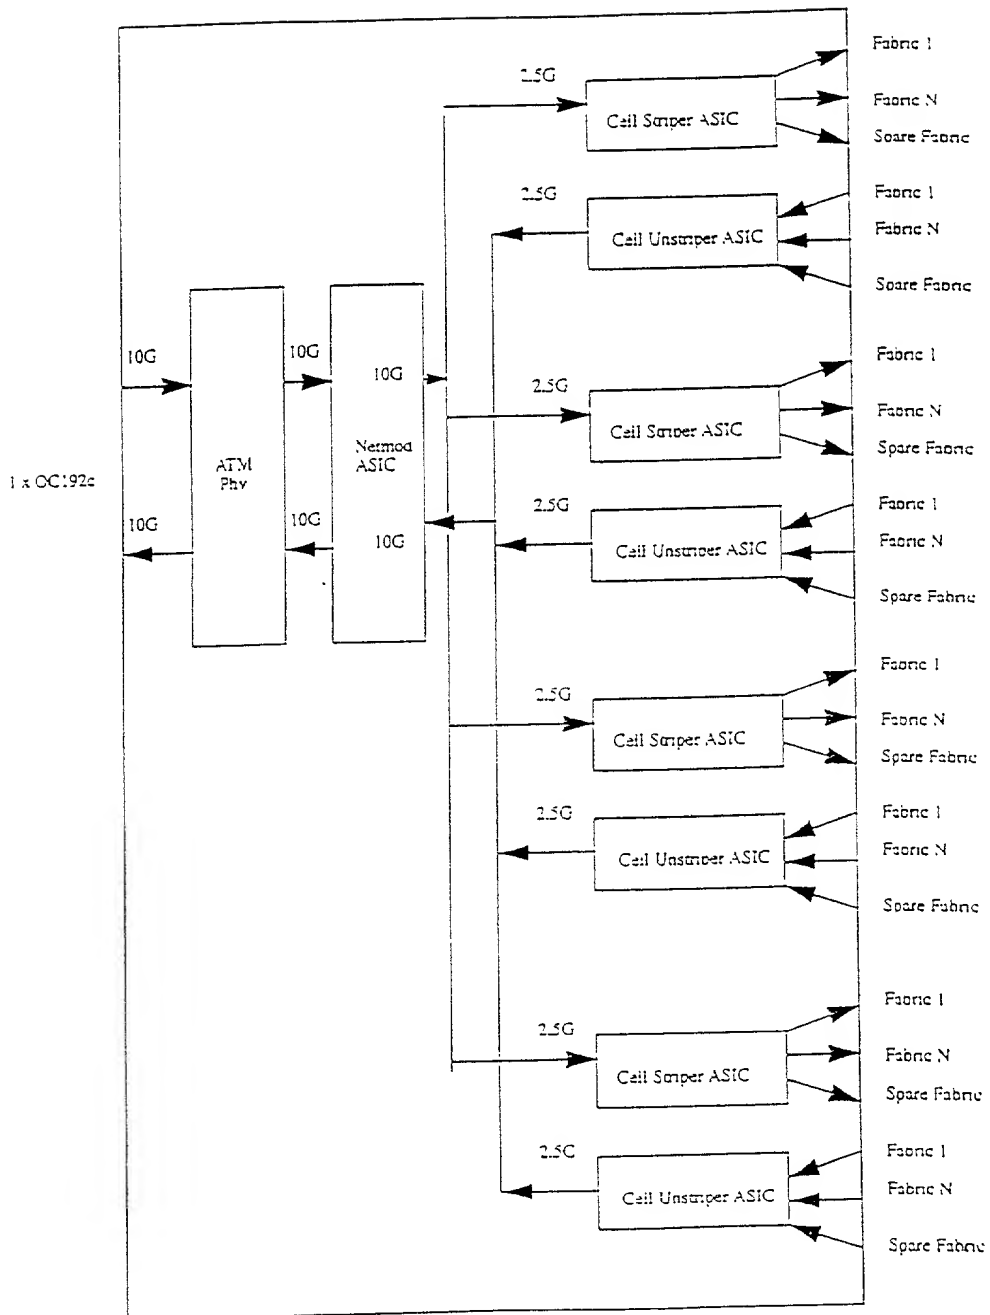 Fabric 1
2.5G
Cell Striper ASIC
Fabric N
Spare Fabric
2.5G
Fabric 1
Cell Unstriper ASIC
Fabric N
Spare Fabric
10G
10G
10G
Fabric 1
2.5G
Cell Striper ASIC
Fabric N
Spare Fabric
1 x OC192c
ATM
Phy
Netmod
ASIC
10G
10G
10G
2.5G
Fabric 1
Cell Unstriper ASIC
Fabric N
Spare Fabric
Fabric 1
2.5G
Cell Striper ASIC
Fabric N
Spare Fabric
2.5G
Fabric 1
Cell Unstriper ASIC
Fabric N
Spare Fabric
Fabric 1
2.5G
Cell Striper ASIC
Fabric N
Spare Fabric
2.5G
Fabric 1
Cell Unstriper ASIC
Fabric N
Spare Fabric